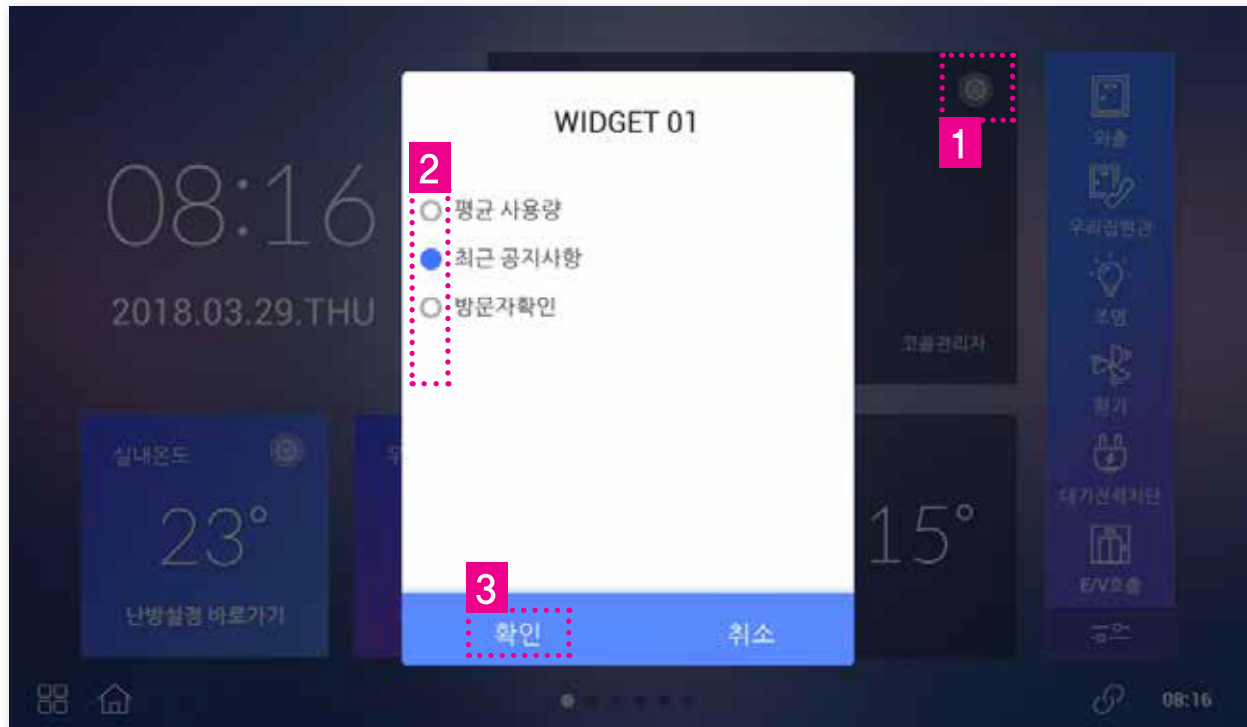 WIDGET 01
1
외출
2
08:16
평균 사용량
우리집현관
최근 공지사항
2018.03.29.THU
방문자확인
조명
고급관리자
환기
실내온도
대기전력차단
23°
15°
3
E/V호출
난방설정 바로가기
확인
취소
08:16